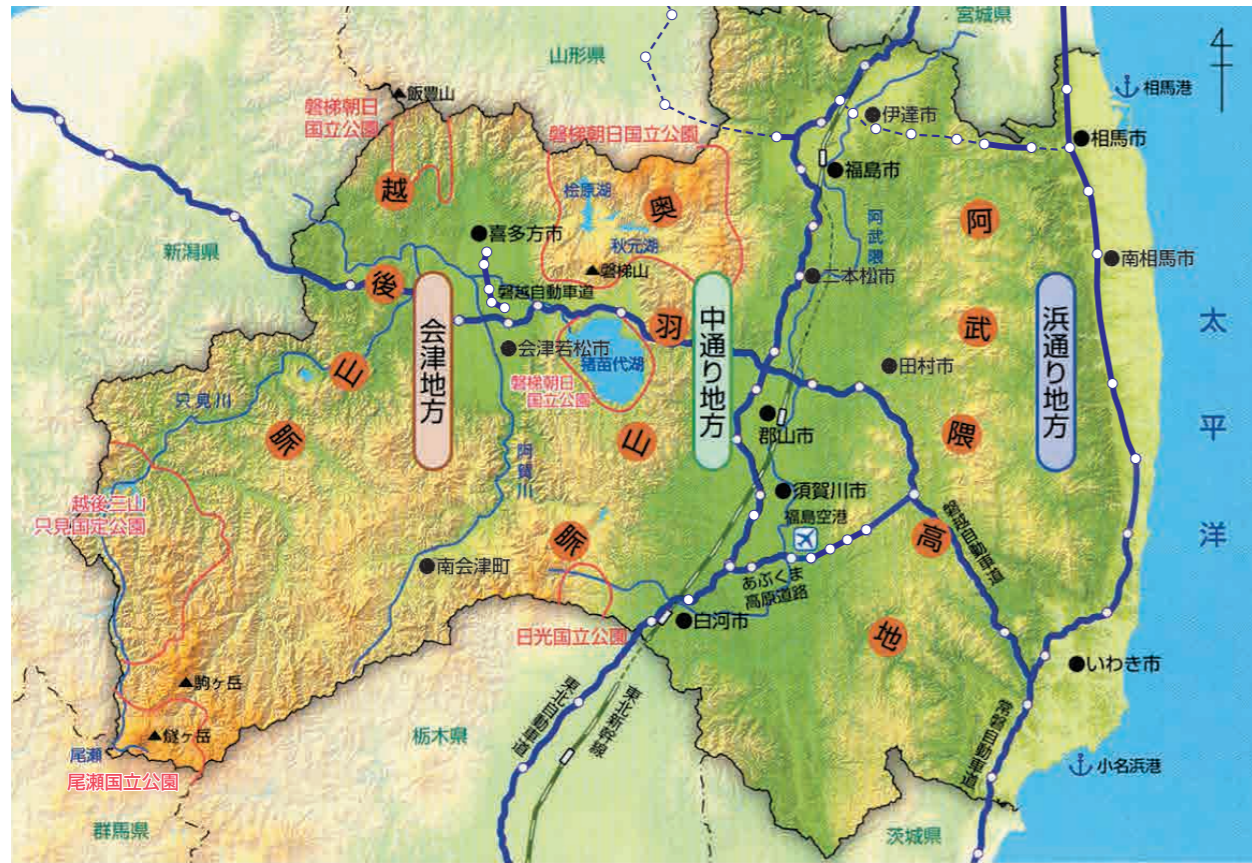 宮城県
山形県
相馬港
飯豊山
磐梯朝日
国立公園
磐梯朝日国立公園
伊達市
相馬市
福島市
越後山脈
奥羽山脈
阿武隈高地
桧原湖
喜多方市
秋元湖
阿武隈
新潟県
磐梯山
二本松市
南相馬市
磐越自動車道
会津地方
中通り地方
浜通り地方
太平洋
会津若松市
猪苗代湖
磐梯朝日
国立公園
田村市
只見川
郡山市
阿賀川
須賀川市
福島空港
越後三山
只見国定公園
磐越自動車道
南会津町
あぶくま
高原道路
白河市
日光国立公園
いわき市
駒ヶ岳
東北自動車道
東北新幹線
常磐自動車道
燧ヶ岳
栃木県
尾瀬
尾瀬国立公園
小名浜港
群馬県
茨城県